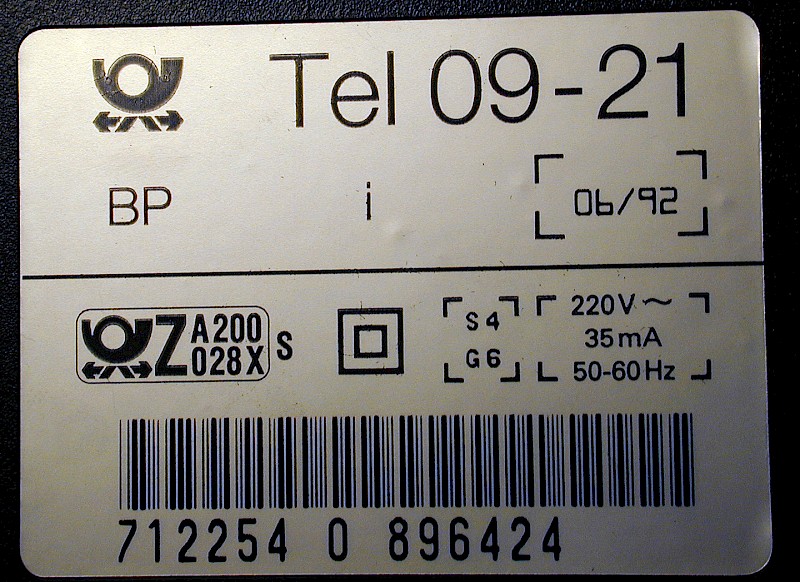 Tel 09-21
BP i 06/92
Z A200 028X S
S4 G6
220V ~
35mA
50-60Hz
712254 0 896424